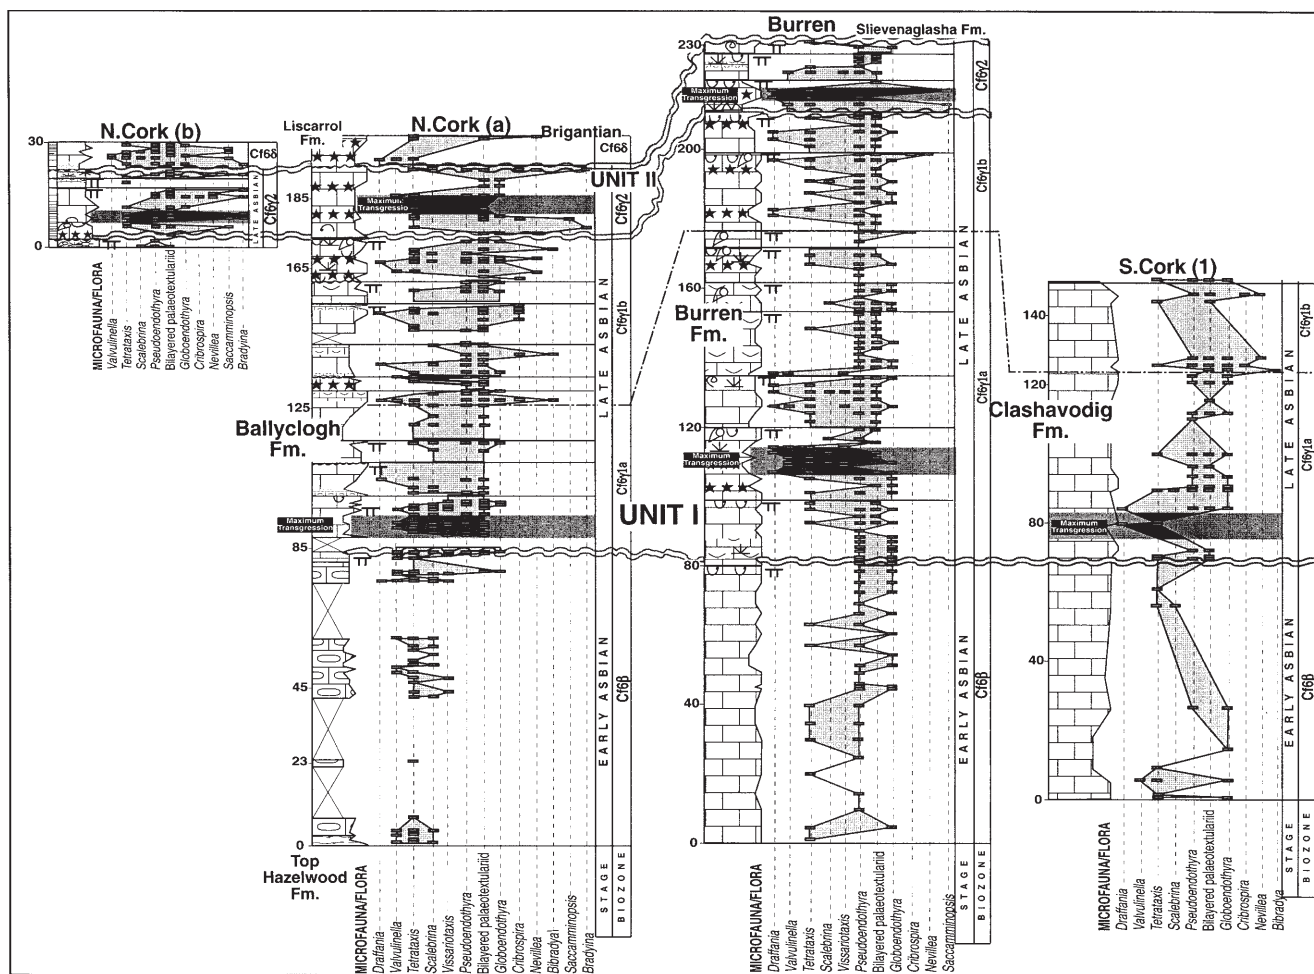 Burren
Slievenaglasha Fm.
230
Maximum
Transgression
200
160
Burren
Fm.
120
Maximum
Transgression
80
40
0
Cf6γ2
Cf6γ1b
Cf6γ1a
Cf6β
LATE ASBIAN
EARLY ASBIAN
STAGE
BIOZONE
MICROFAUNA/FLORA
Draffania
Valvulinella
Tetrataxis
Scalebrina
Vissariotaxis
Pseudoendothyra
Bilayered palaeotextulariid
Globoendothyra
Cribrospira
Nevillea
Saccamminopsis
N.Cork (b)
30
0
Cf6δ
Cf6γ2
LATE ASBIAN
MICROFAUNA/FLORA
Valvulinella
Tetrataxis
Scalebrina
Pseudoendothyra
Bilayered palaeotextulariid
Globoendothyra
Cribrospira
Nevillea
Saccamminopsis
Bradyina
Liscarrol
Fm.
N.Cork (a)
Brigantian
Cf6δ
UNIT II
185
Maximum
Transgression
Cf6γ2
165
Cf6γ1b
LATE ASBIAN
125
Ballyclogh
Fm.
Cf6γ1a
UNIT I
Maximum
Transgression
85
45
23
0
EARLY ASBIAN
Cf6β
Top
Hazelwood
Fm.
STAGE
BIOZONE
MICROFAUNA/FLORA
Draffania
Valvulinella
Tetrataxis
Scalebrina
Vissariotaxis
Pseudoendothyra
Bilayered palaeotextulariid
Globoendothyra
Cribrospira
Nevillea
Bibradyal
Saccamminopsis
Bradyina
S.Cork (1)
140
120
Clashavodig
Fm.
80
Maximum
Transgression
40
0
Cf6γ1b
Cf6γ1a
Cf6β
LATE ASBIAN
EARLY ASBIAN
STAGE
BIOZONE
MICROFAUNA/FLORA
Draffania
Valvulinella
Tetrataxis
Scalebrina
Pseudoendothyra
Bilayered palaeotextulariid
Globoendothyra
Cribrospira
Nevillea
Bibradya